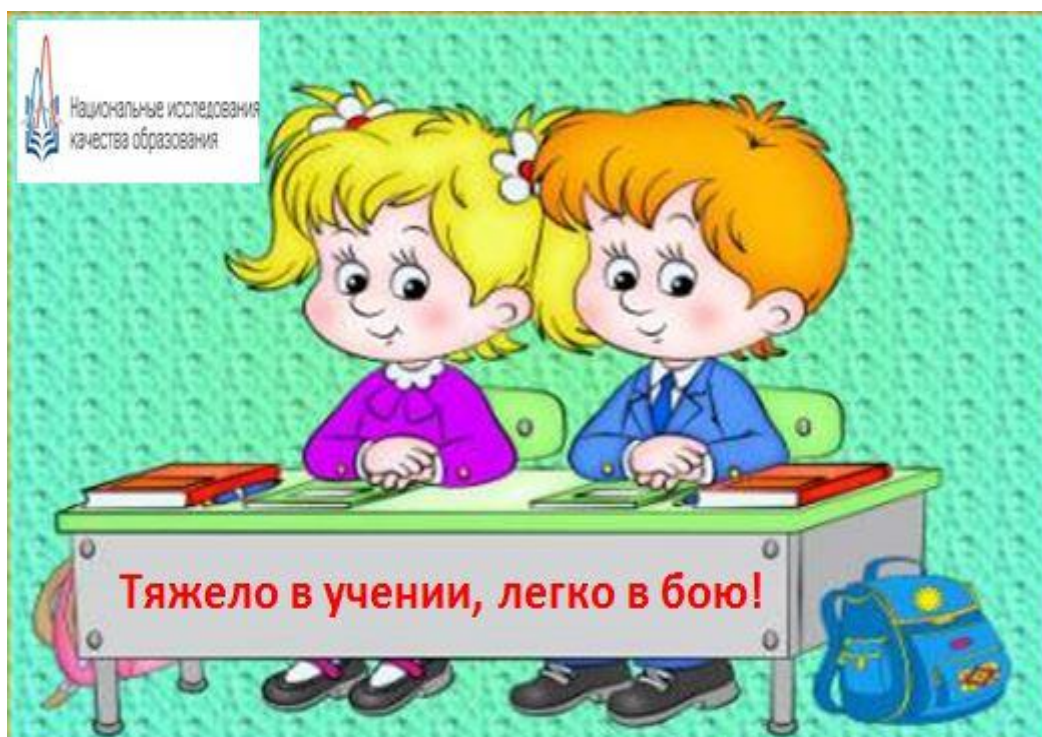 Национальные исследования
качества образования
Тяжело в учении, легко в бою!